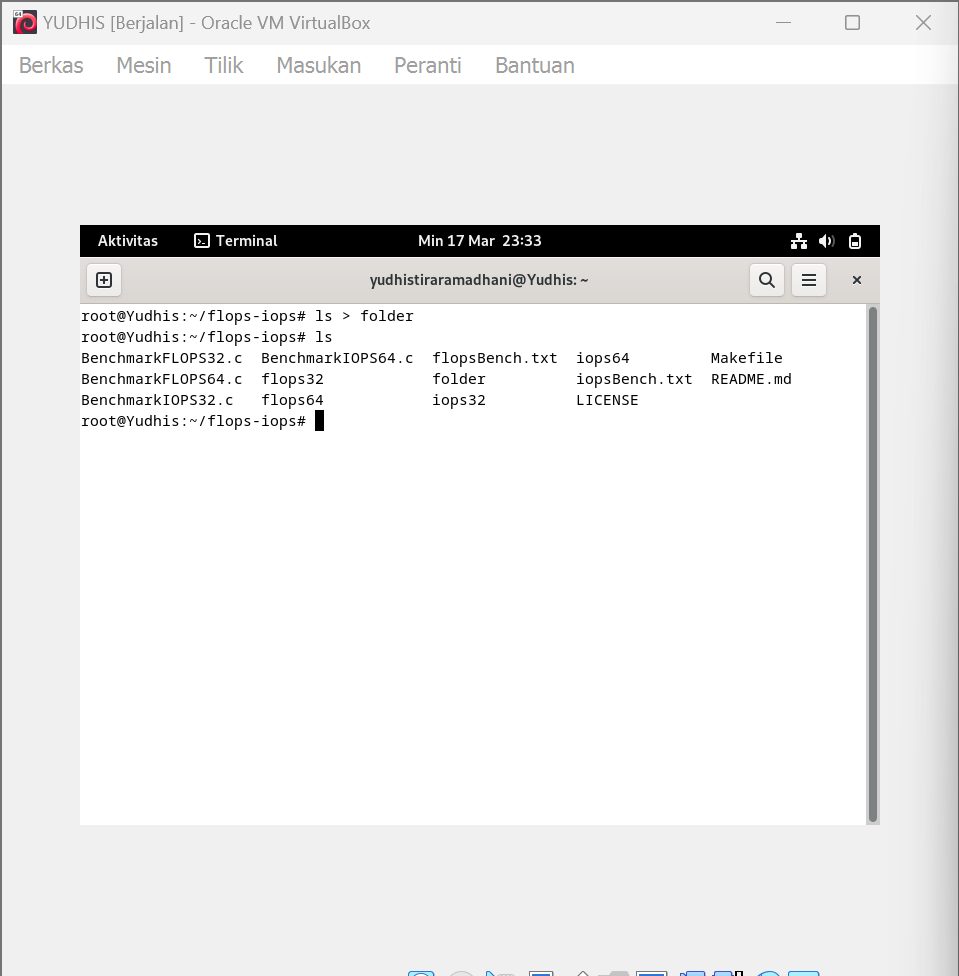 YUDHIS [Berjalan] - Oracle VM VirtualBox
Berkas Mesin Tilik Masukan Peranti Bantuan
Aktivitas Terminal Min 17 Mar 23:33
yudhistiraramadhani@Yudhis: ~
root@Yudhis:~/flops-iops# ls > folder
root@Yudhis:~/flops-iops# ls
BenchmarkFLOPS32.c BenchmarkIOPS64.c flopsBench.txt iops64 Makefile
BenchmarkFLOPS64.c flops32 folder iopsBench.txt README.md
BenchmarkIOPS32.c flops64 iops32 LICENSE
root@Yudhis:~/flops-iops#